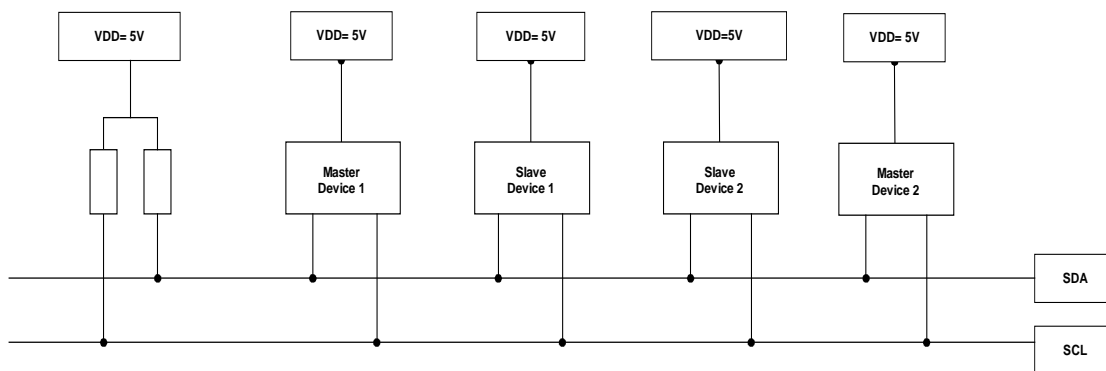 VDD= 5V
VDD= 5V
VDD= 5V
VDD=5V
VDD= 5V
Master
Device 1
Slave
Device 1
Slave
Device 2
Master
Device 2
SDA
SCL